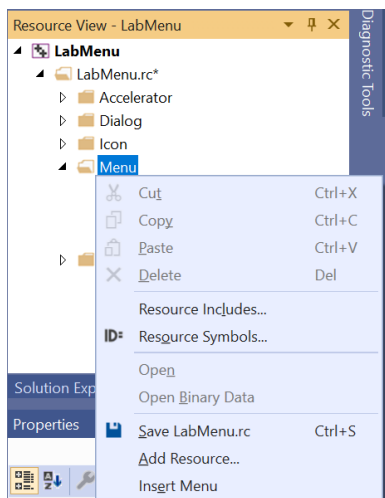 Resource View - LabMenu
Diagnostic Tools
LabMenu
LabMenu.rc*
Accelerator
Dialog
Icon
Menu
Cut Ctrl+X
Copy Ctrl+C
Paste Ctrl+V
Delete Del
Resource Includes...
ID= Resource Symbols...
Open
Open Binary Data
Solution Exp
Save LabMenu.rc Ctrl+S
Properties
Add Resource...
Insert Menu